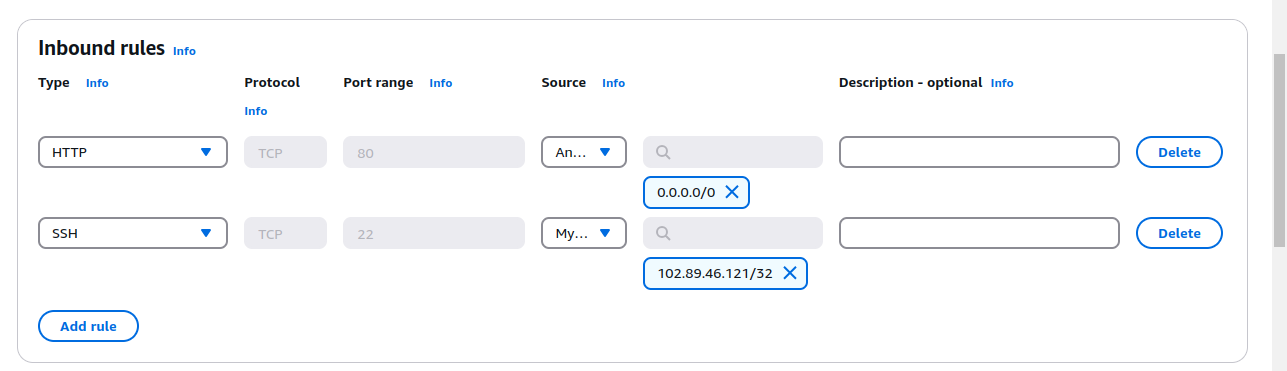 Inbound rules Info
Type Info Protocol Port range Info Source Info Description - optional Info
Info
HTTP TCP 80 An... Delete
0.0.0.0/0
SSH TCP 22 My... Delete
102.89.46.121/32
Add rule